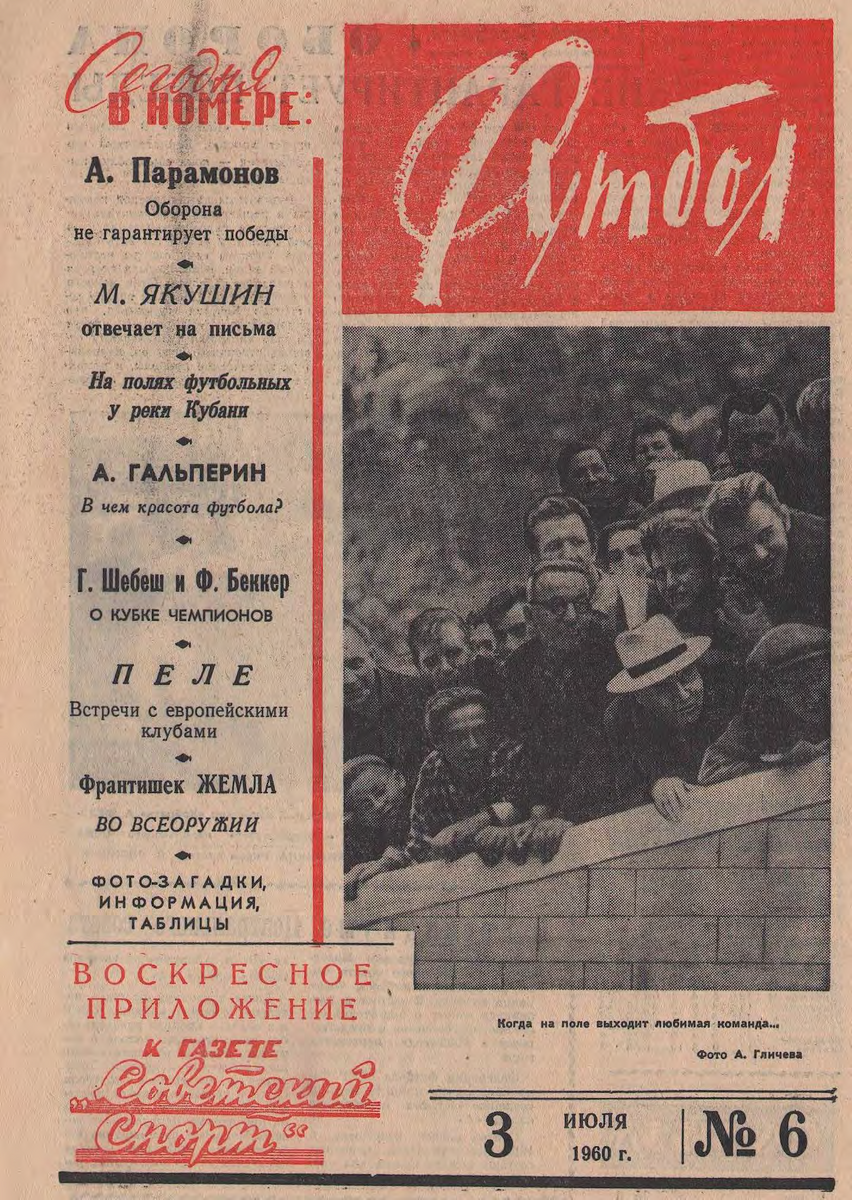 Сегодня
В НОМЕРЕ:
А. Парамонов
Оборона
не гарантирует победы
М. ЯКУШИН
отвечает на письма
На полях футбольных
у реки Кубани
А. ГАЛЬПЕРИН
В чем красота футбола?
Г. Шебеш и Ф. Беккер
О КУБКЕ ЧЕМПИОНОВ
ПЕЛЕ
Встречи с европейскими
клубами
Франтишек ЖЕМЛА
ВО ВСЕОРУЖИИ
ФОТО-ЗАГАДКИ,
ИНФОРМАЦИЯ,
ТАБЛИЦЫ
ВОСКРЕСНОЕ
ПРИЛОЖЕНИЕ
К ГАЗЕТЕ
„Советский
Спорт“
Футбол
Когда на поле выходит любимая команда...
Фото А. Гличева
3 ИЮЛЯ 1960 г. № 6